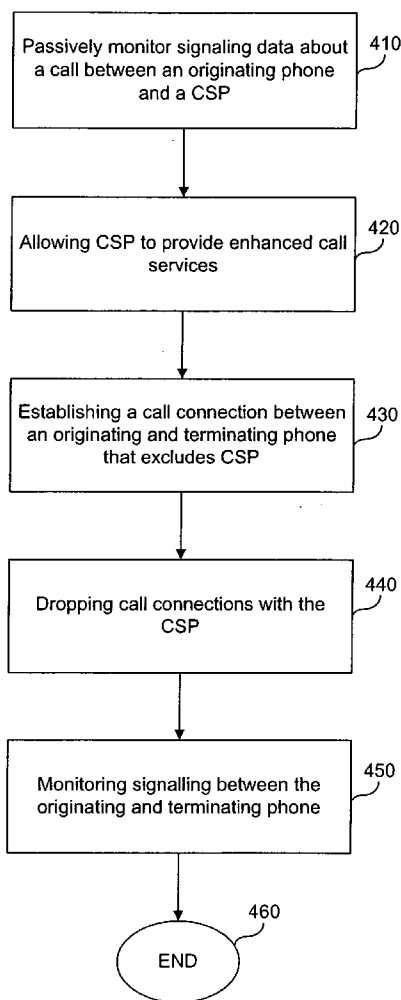 Passively monitor signaling data about
a call between an originating phone
and a CSP
410
Allowing CSP to provide enhanced call
services
420
Establishing a call connection between
an originating and terminating phone
that excludes CSP
430
Dropping call connections with the
CSP
440
Monitoring signalling between the
originating and terminating phone
450
460
END